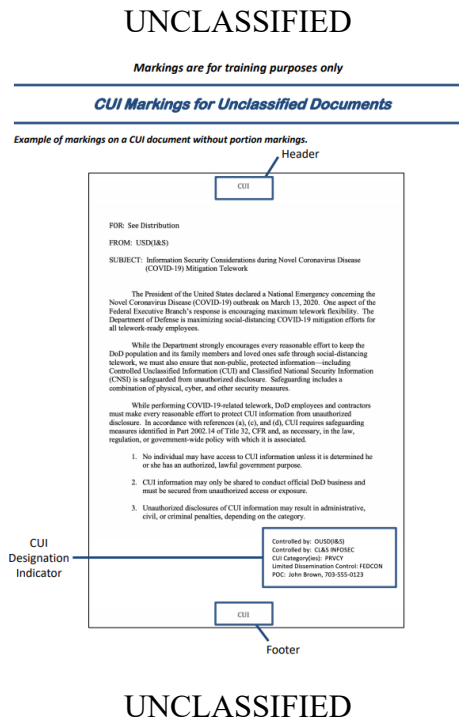 UNCLASSIFIED
Markings are for training purposes only
CUI Markings for Unclassified Documents
Example of markings on a CUI document without portion markings.
Header
CUI
FOR: See Distribution
FROM: USD(I&S)
SUBJECT: Information Security Considerations during Novel Coronavirus Disease
(COVID-19) Mitigation Telework
The President of the United States declared a National Emergency concerning the
Novel Coronavirus Disease (COVID-19) outbreak on March 13, 2020. One aspect of the
Federal Executive Branch's response is encouraging maximum telework flexibility. The
Department of Defense is maximizing social-distancing COVID-19 mitigation efforts for
all telework-ready employees.
While the Department strongly encourages every reasonable effort to keep the
DoD population and its family members and loved ones safe through social-distancing
telework, we must also ensure that non-public, protected information—including
Controlled Unclassified Information (CUI) and Classified National Security Information
(CNSI) is safeguarded from unauthorized disclosure. Safeguarding includes a
combination of physical, cyber, and other security measures.
While performing COVID-19-related telework, DoD employees and contractors
must make every reasonable effort to protect CUI information from unauthorized
disclosure. In accordance with references (a), (c), and (d), CUI requires safeguarding
measures identified in Part 2002.14 of Title 32, CFR and, as necessary, in the law,
regulation, or government-wide policy with which it is associated.
1. No individual may have access to CUI information unless it is determined he
or she has an authorized, lawful government purpose.
2. CUI information may only be shared to conduct official DoD business and
must be secured from unauthorized access or exposure.
3. Unauthorized disclosures of CUI information may result in administrative,
civil, or criminal penalties, depending on the category.
CUI
Designation
Indicator
Controlled by: OUSD(I&S)
Controlled by: CL&S INFOSEC
CUI Category(ies): PRVCY
Limited Dissemination Control: FEDCON
POC: John Brown, 703-555-0123
CUI
Footer
UNCLASSIFIED